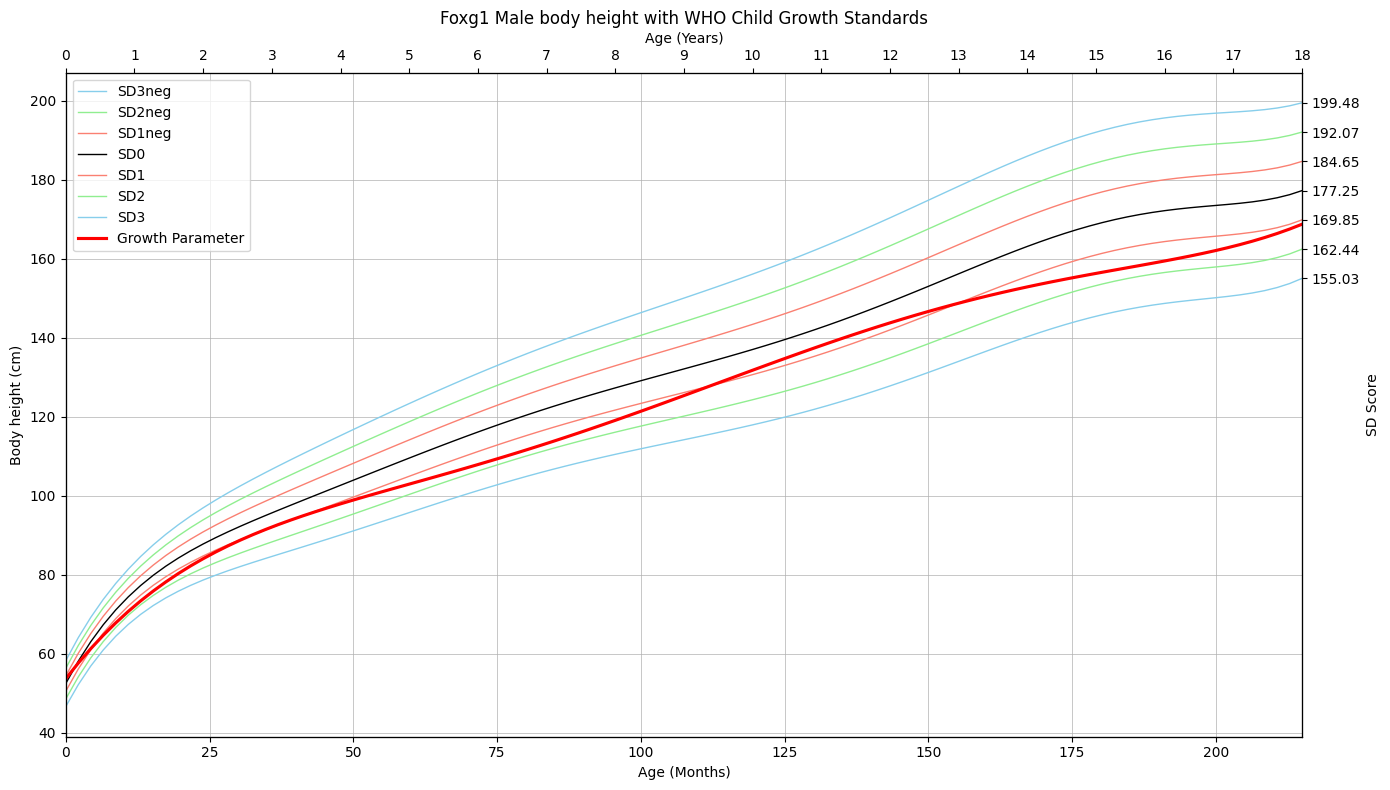 Foxg1 Male body height with WHO Child Growth Standards
Age (Years)
0 1 2 3 4 5 6 7 8 9 10 11 12 13 14 15 16 17 18
SD3neg
SD2neg
SD1neg
SD0
SD1
SD2
SD3
Growth Parameter
200
180
160
140
120
100
80
60
40
Body height (cm)
199.48
192.07
184.65
177.25
169.85
162.44
155.03
SD Score
0 25 50 75 100 125 150 175 200
Age (Months)